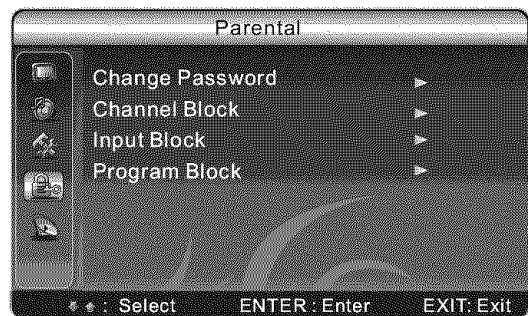 Parental
Change Password
Channel Block
Input Block
Program Block
: Select ENTER : Enter EXIT: Exit